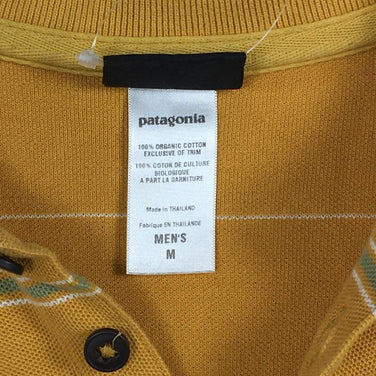 patagonia
100% ORGANIC COTTON
EXCLUSIVE OF TRIM
100% COTON DE CULTURE
BIOLOGIQUE
A PART LA GARNITURE
Made in THAILAND
Fabriqué EN THAÏLANDE
MEN'S
M